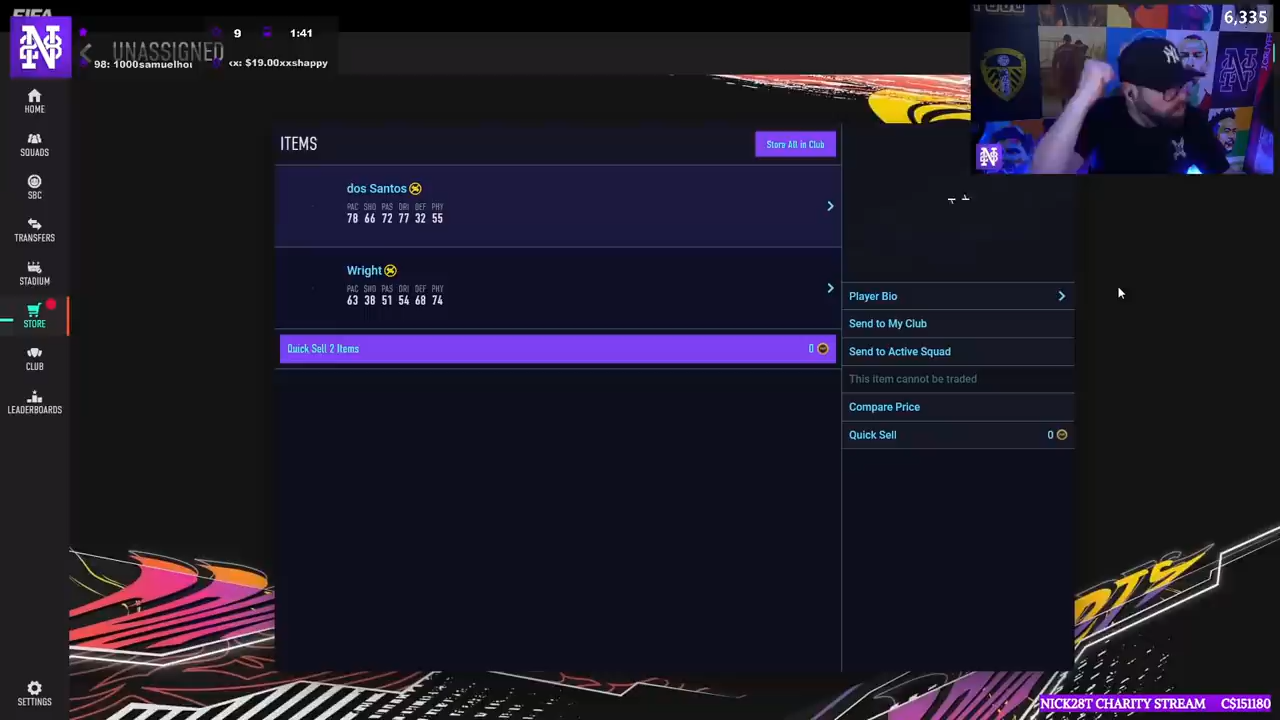 FIFA
6,335
9
1:41
UNASSIGNED
98: 1000samuelhoi
cx: $19.00xxshappy
HOME
SQUADS
SBC
TRANSFERS
STADIUM
STORE
CLUB
LEADERBOARDS
SETTINGS
ITEMS
Store All in Club
dos Santos
PAC SHO PAS DRI DEF PHY
78 66 72 77 32 55
Wright
PAC SHO PAS DRI DEF PHY
63 38 51 54 68 74
Quick Sell 2 Items 0
Player Bio
Send to My Club
Send to Active Squad
This item cannot be traded
Compare Price
Quick Sell 0
NICK28T CHARITY STREAM C$151180